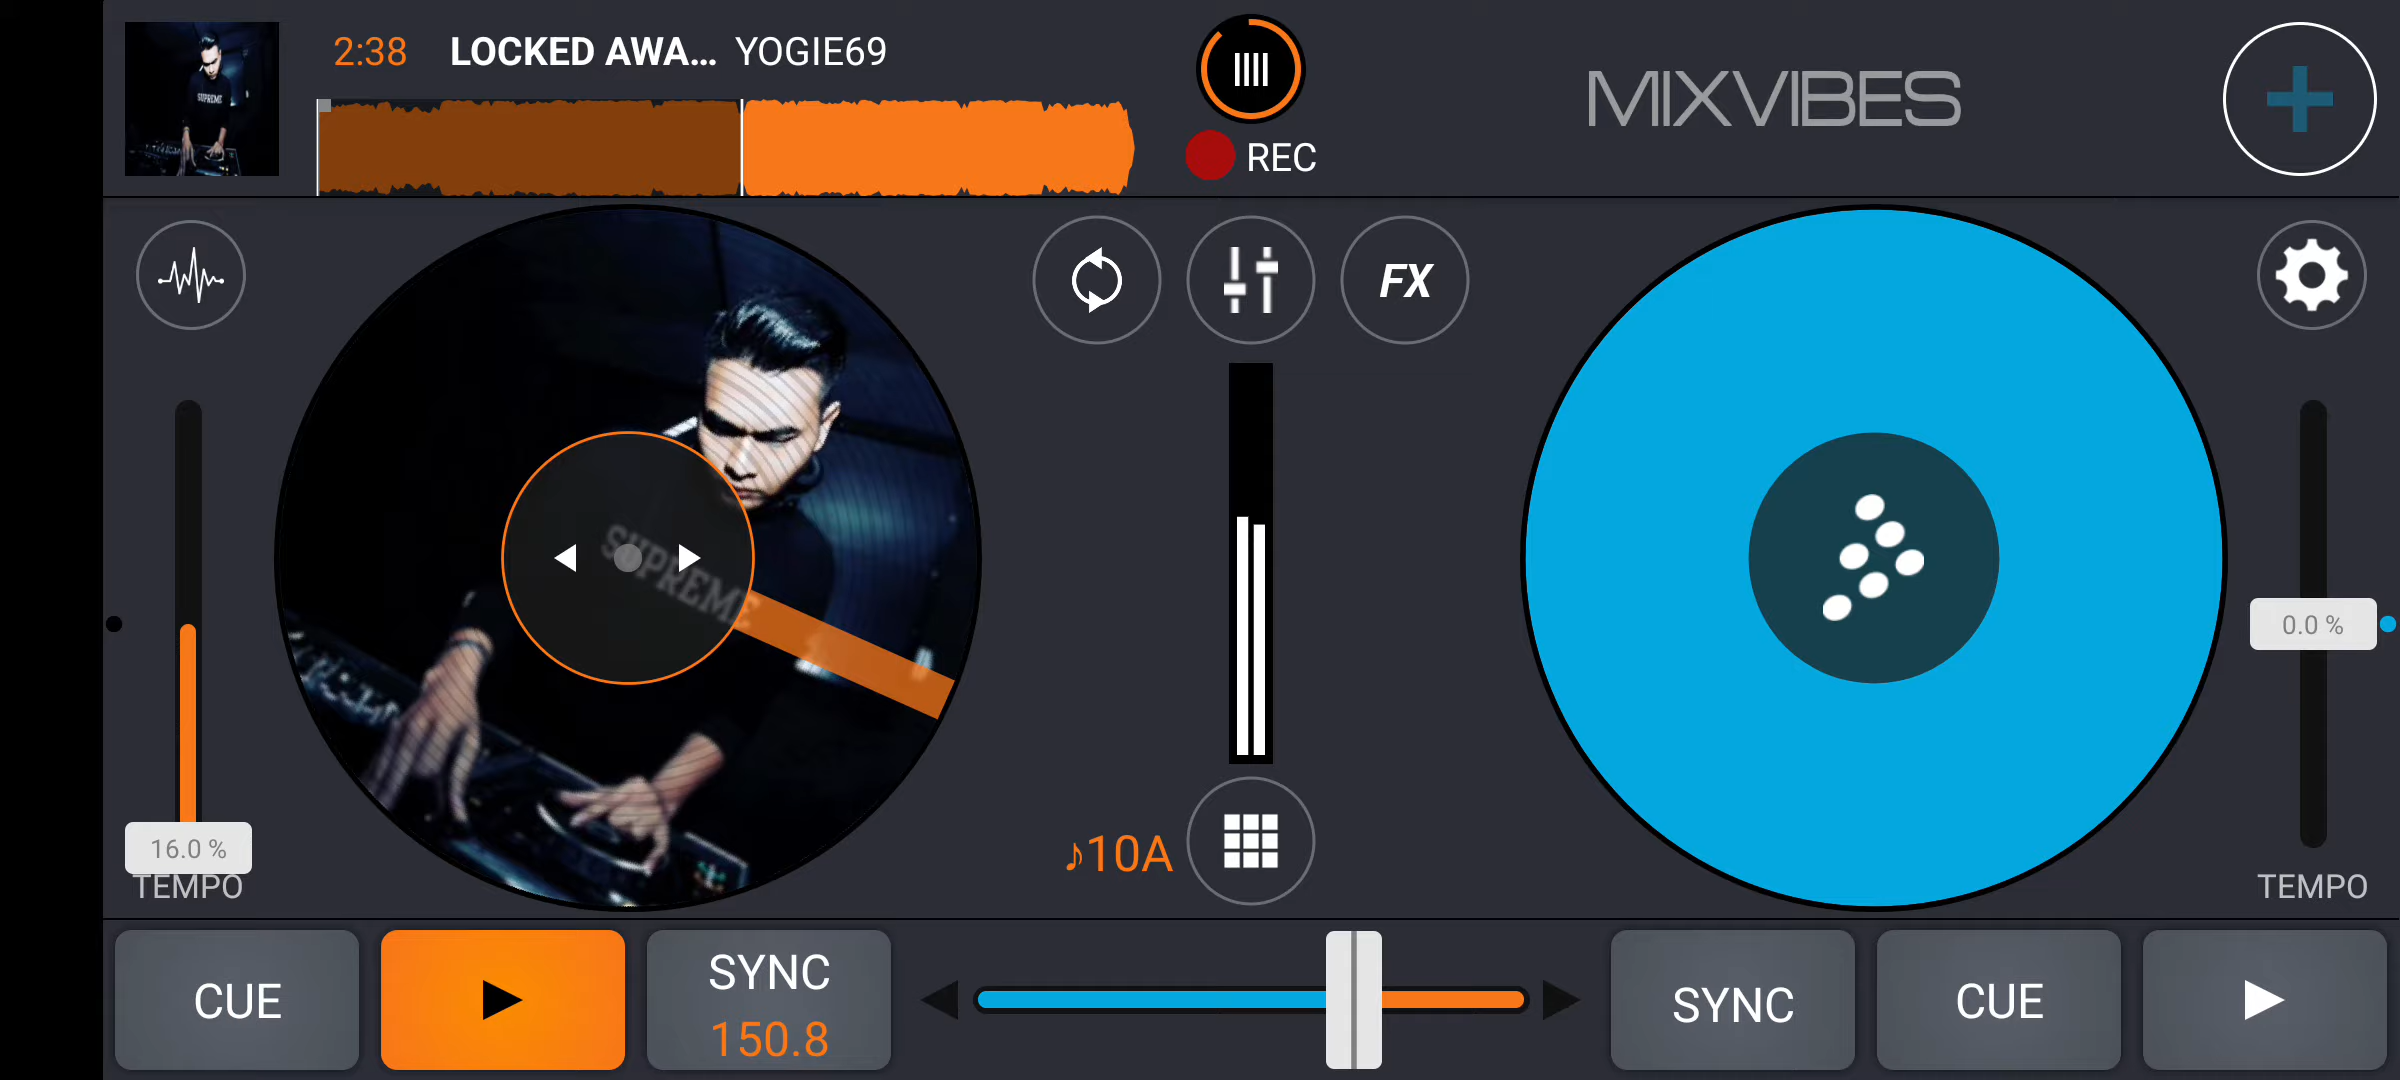 2:38 LOCKED AWA... YOGIE69
MIXVIBES
REC
FX
SUPREME
0.0 %
16.0 %
TEMPO
♪10A
TEMPO
CUE
SYNC
150.8
SYNC
CUE